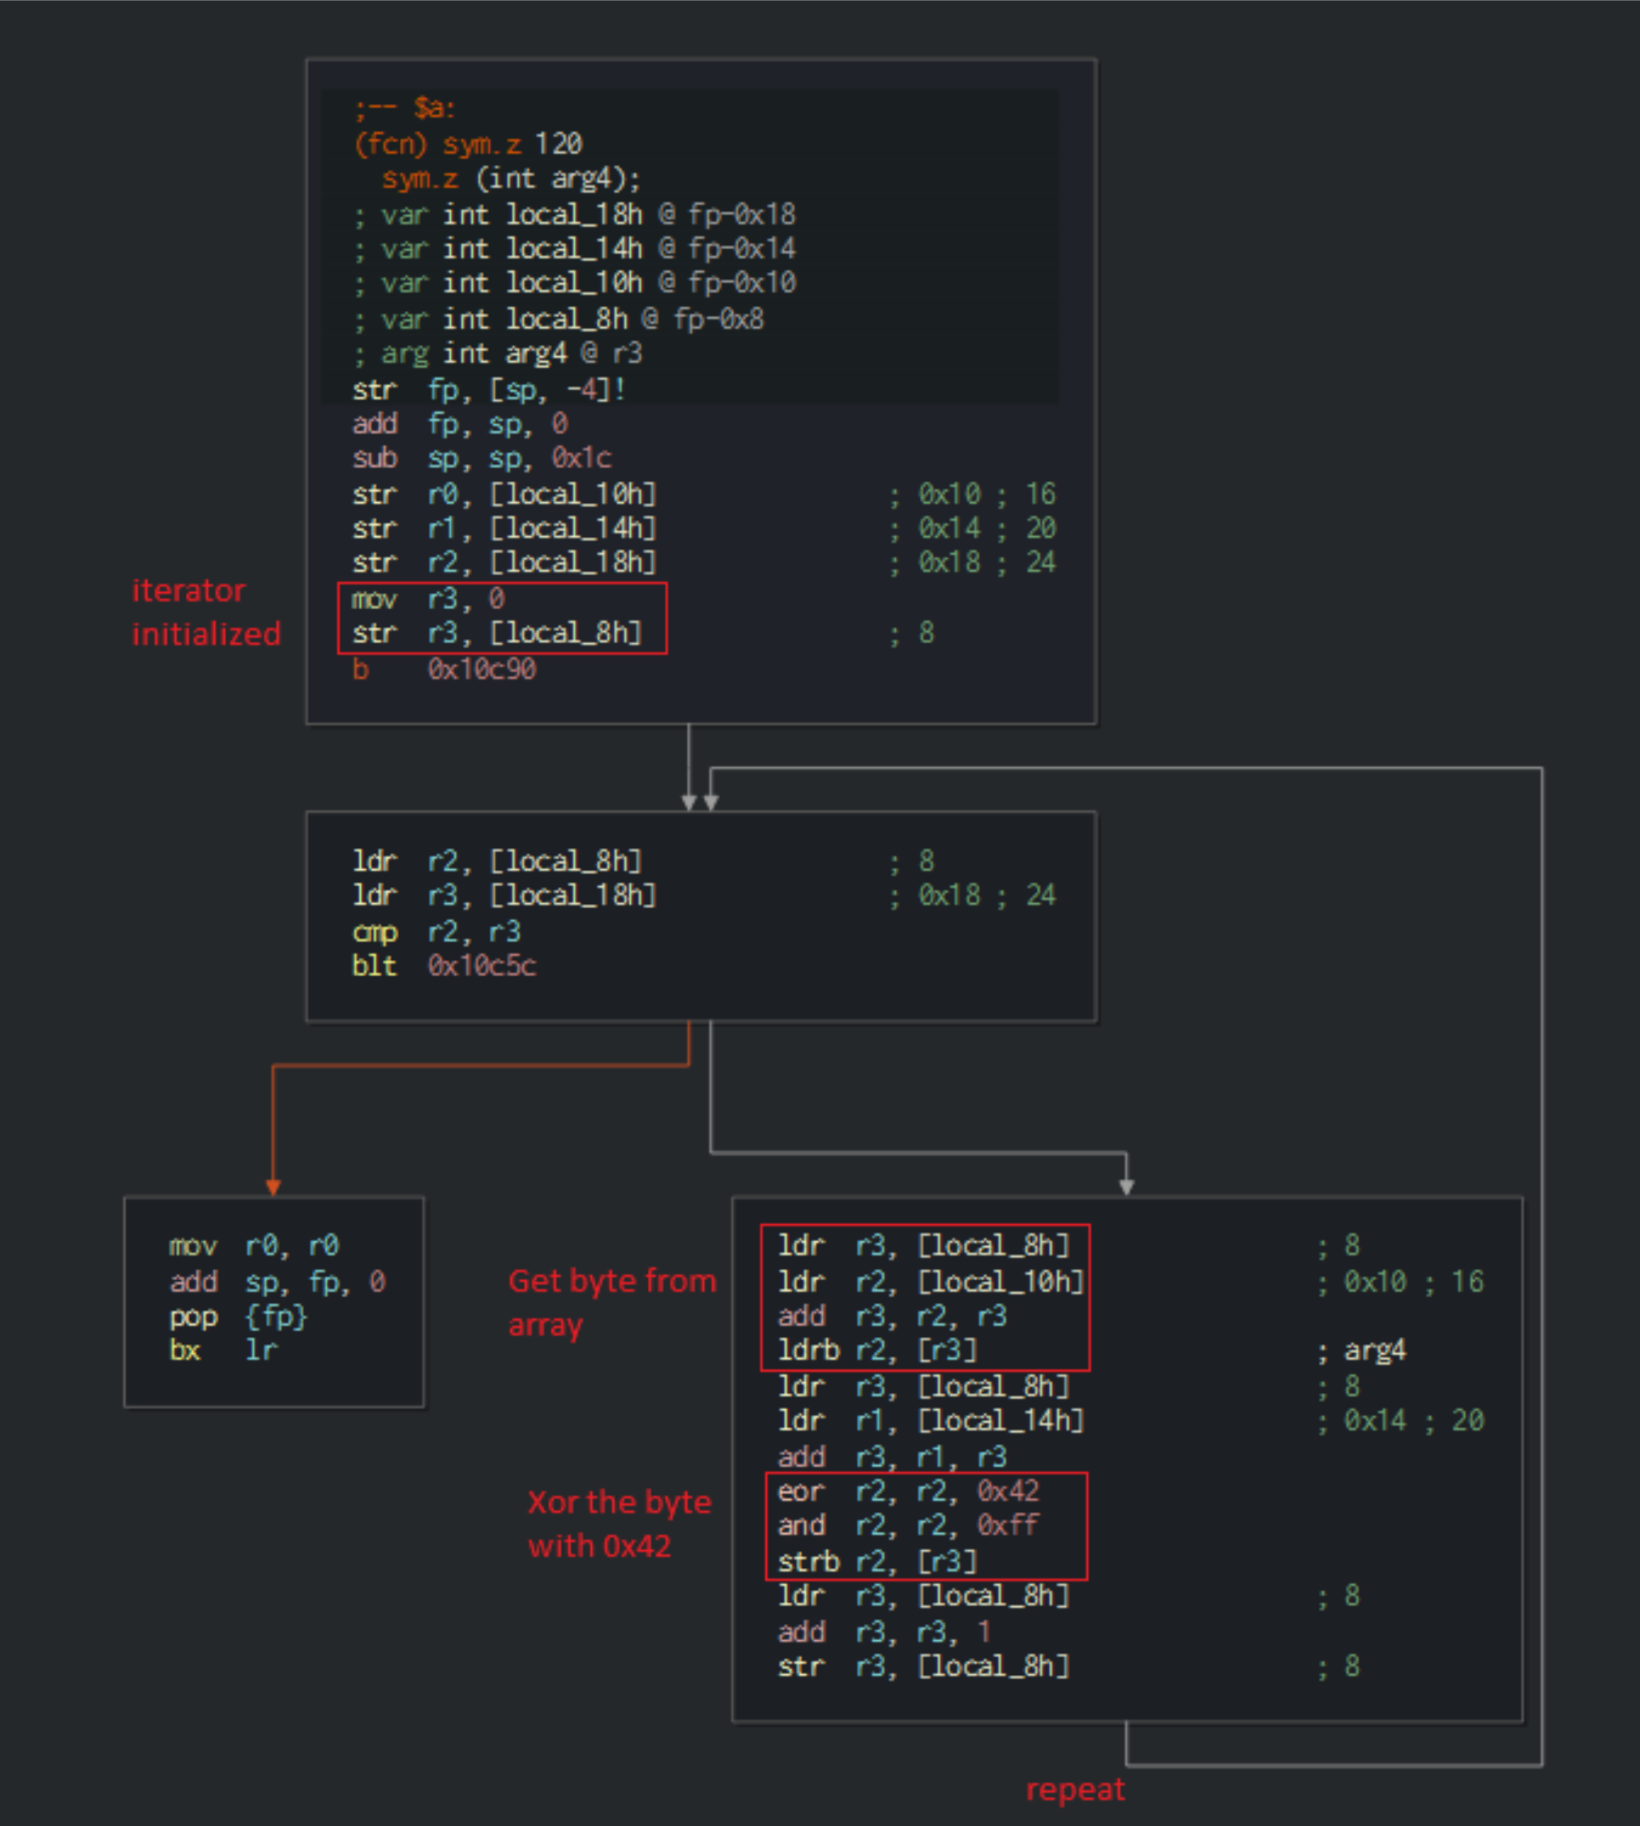 ;-- $a:
(fcn) sym.z 120
sym.z (int arg4);
; var int local_18h @ fp-0x18
; var int local_14h @ fp-0x14
; var int local_10h @ fp-0x10
; var int local_8h @ fp-0x8
; arg int arg4 @ r3
str fp, [sp, -4]!
add fp, sp, 0
sub sp, sp, 0x1c
str r0, [local_10h] ; 0x10 ; 16
str r1, [local_14h] ; 0x14 ; 20
str r2, [local_18h] ; 0x18 ; 24
iterator
initialized
mov r3, 0
str r3, [local_8h] ; 8
b 0x10c90
ldr r2, [local_8h] ; 8
ldr r3, [local_18h] ; 0x18 ; 24
cmp r2, r3
blt 0x10c5c
mov r0, r0
add sp, fp, 0
pop {fp}
bx lr
Get byte from
array
ldr r3, [local_8h] ; 8
ldr r2, [local_10h] ; 0x10 ; 16
add r3, r2, r3
ldrb r2, [r3] ; arg4
ldr r3, [local_8h] ; 8
ldr r1, [local_14h] ; 0x14 ; 20
add r3, r1, r3
Xor the byte
with 0x42
eor r2, r2, 0x42
and r2, r2, 0xff
strb r2, [r3]
ldr r3, [local_8h] ; 8
add r3, r3, 1
str r3, [local_8h] ; 8
repeat